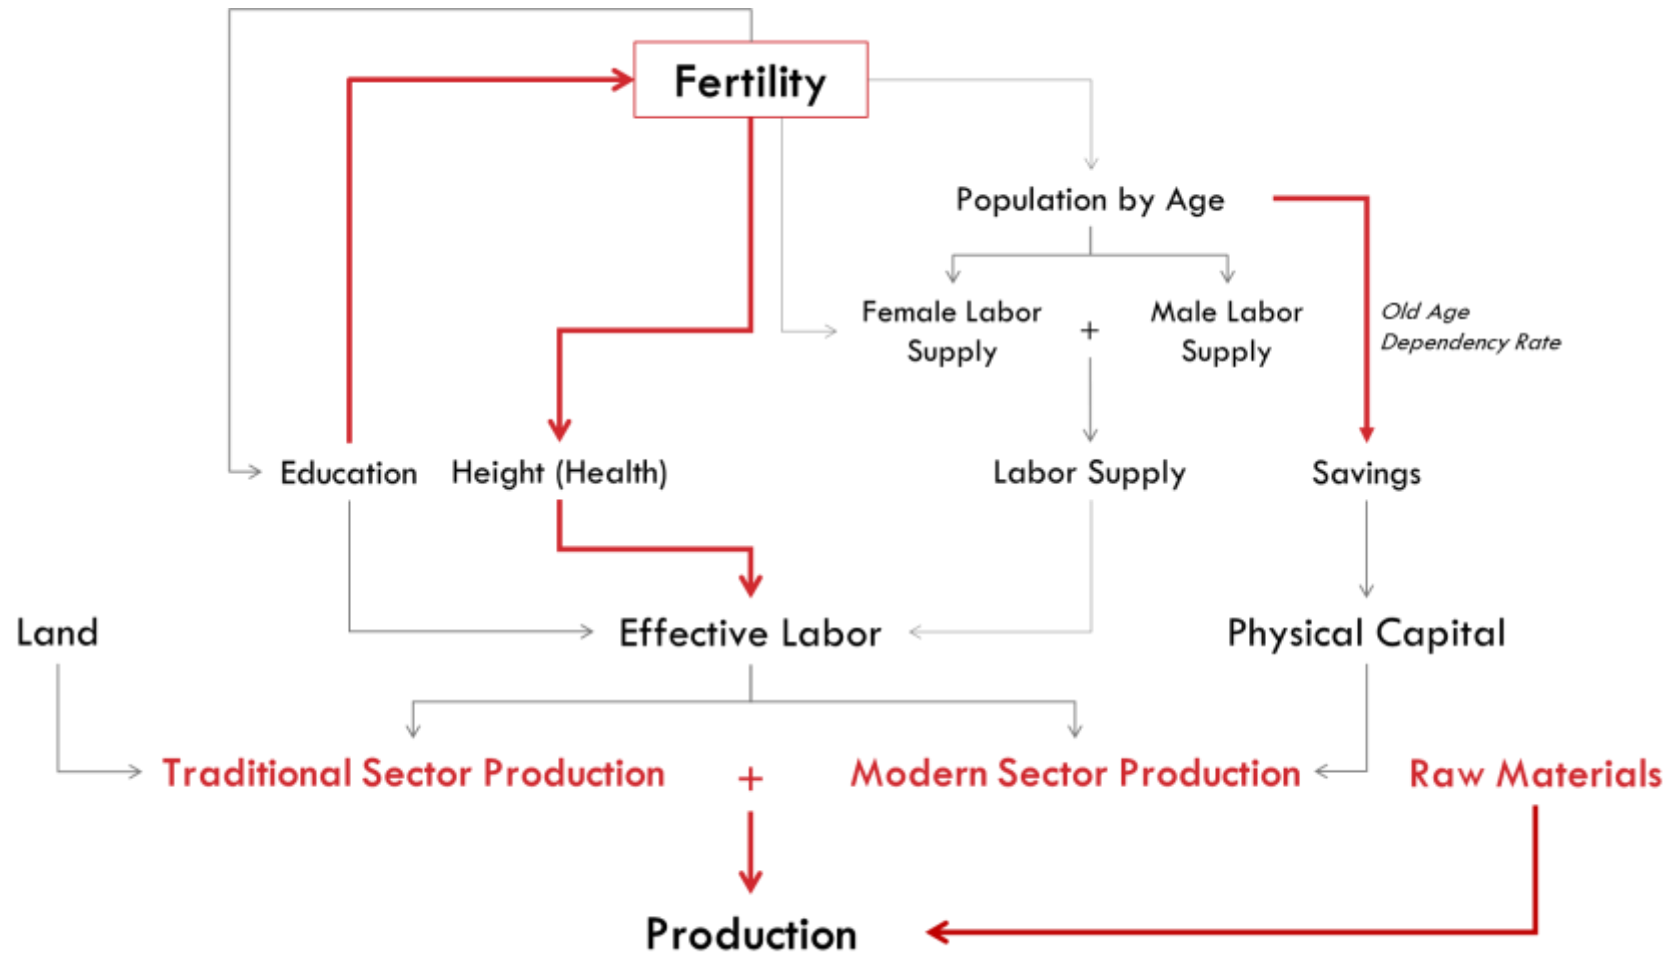 Fertility
Population by Age
Female Labor
Supply
+
Male Labor
Supply
Old Age
Dependency Rate
Education
Height (Health)
Labor Supply
Savings
Land
Effective Labor
Physical Capital
Traditional Sector Production
+
Modern Sector Production
Raw Materials
Production